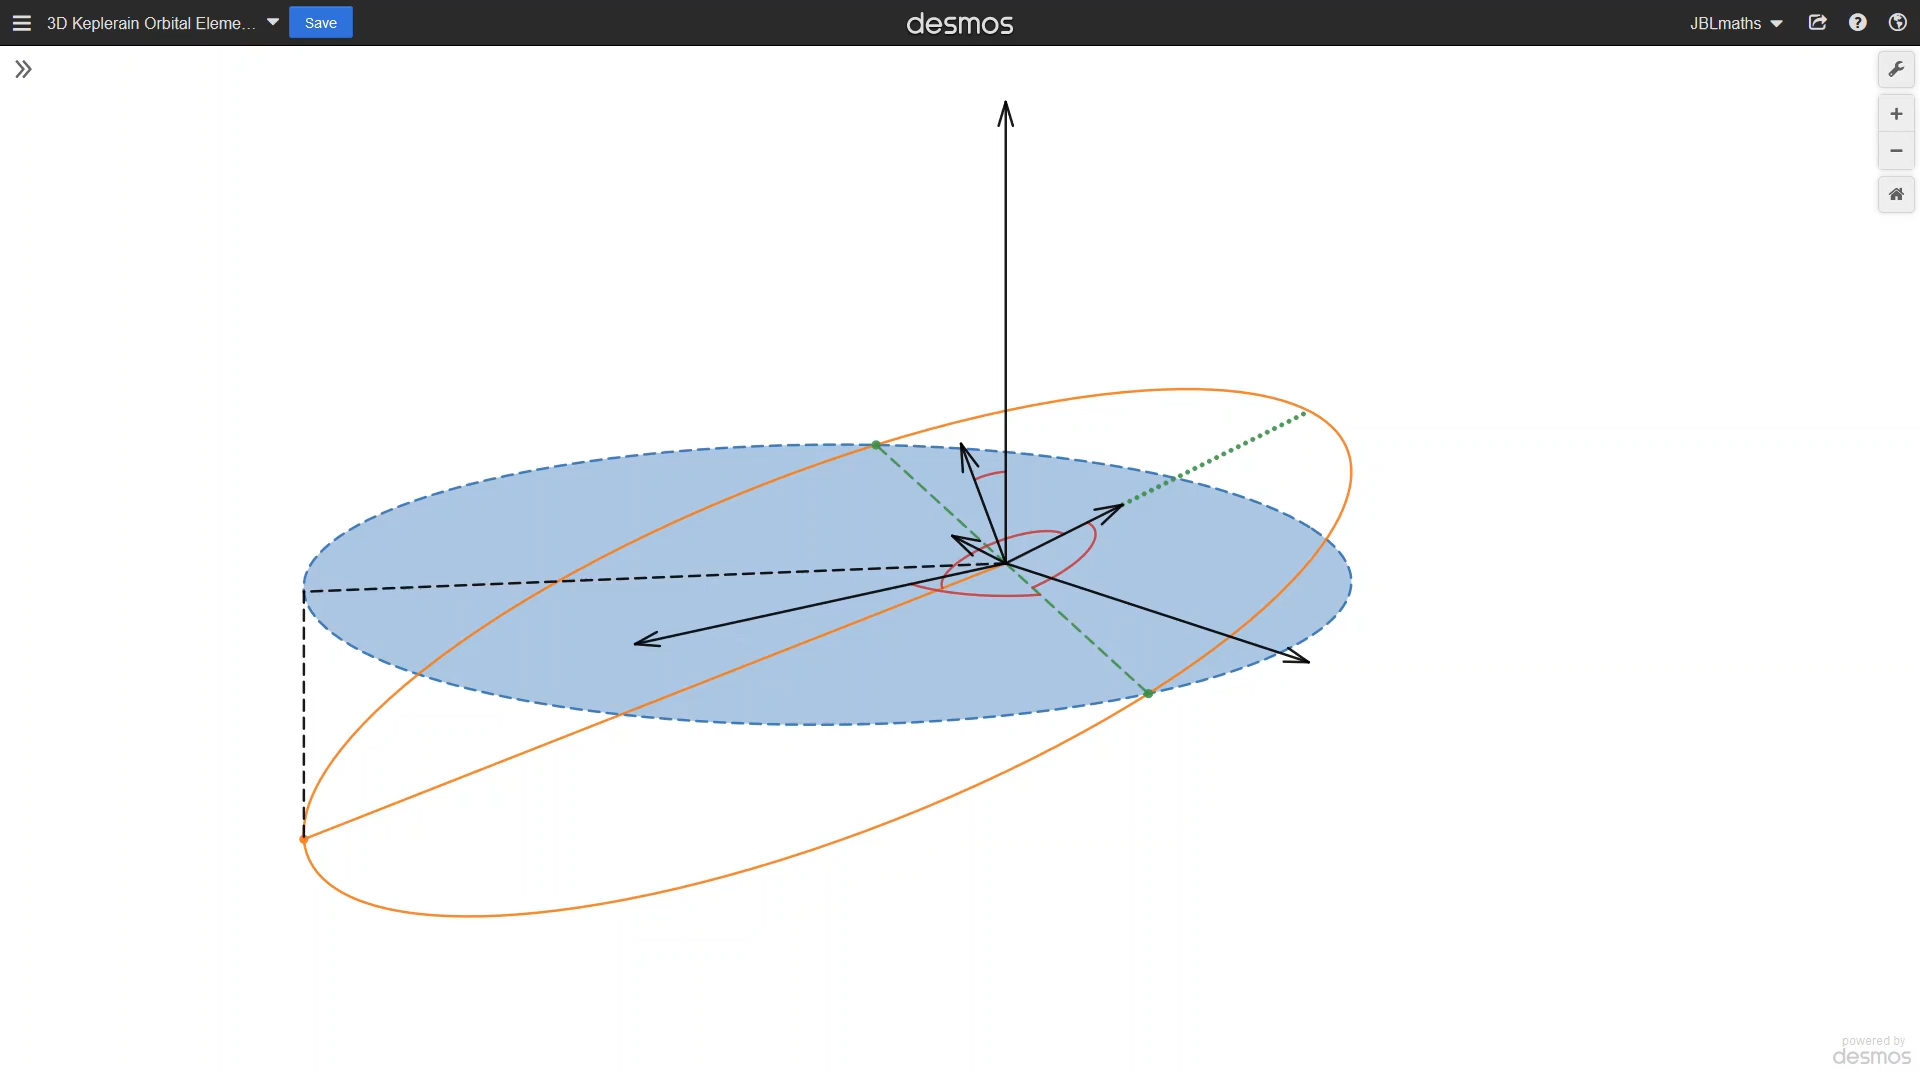 3D Keplerain Orbital Eleme...
Save
desmos
JBLmaths
powered by
desmos